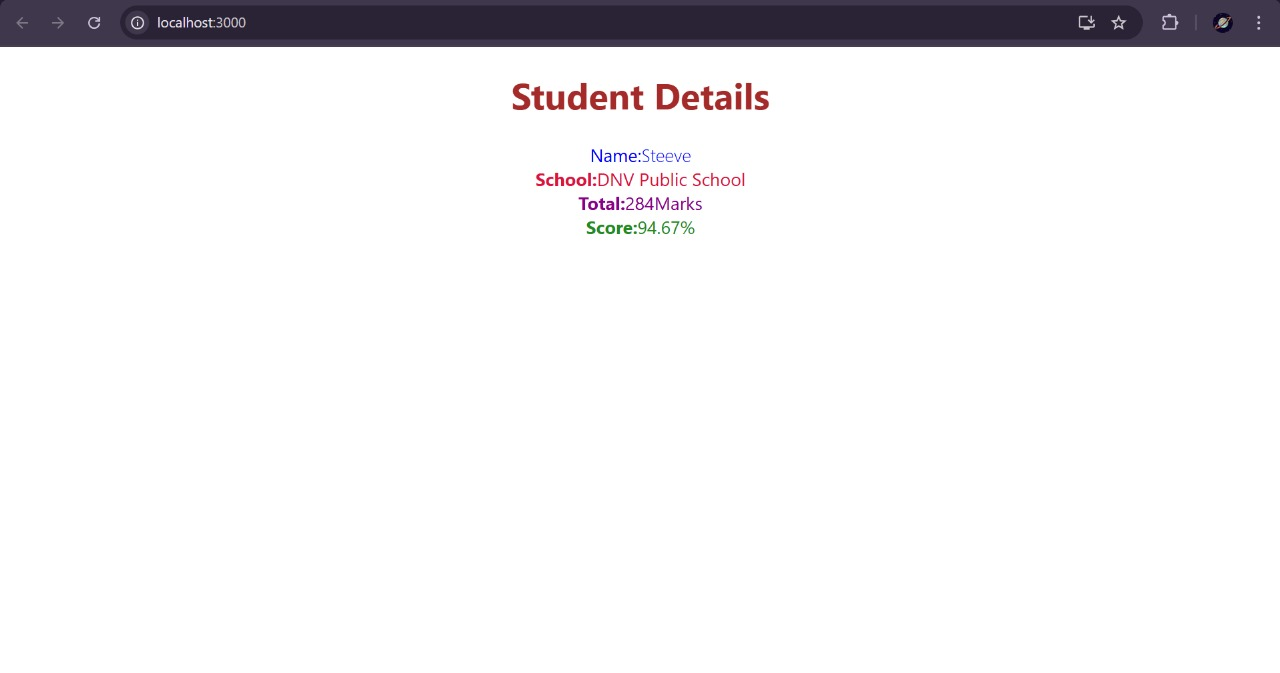 localhost:3000
Student Details
Name:Steeve
School:DNV Public School
Total:284Marks
Score:94.67%